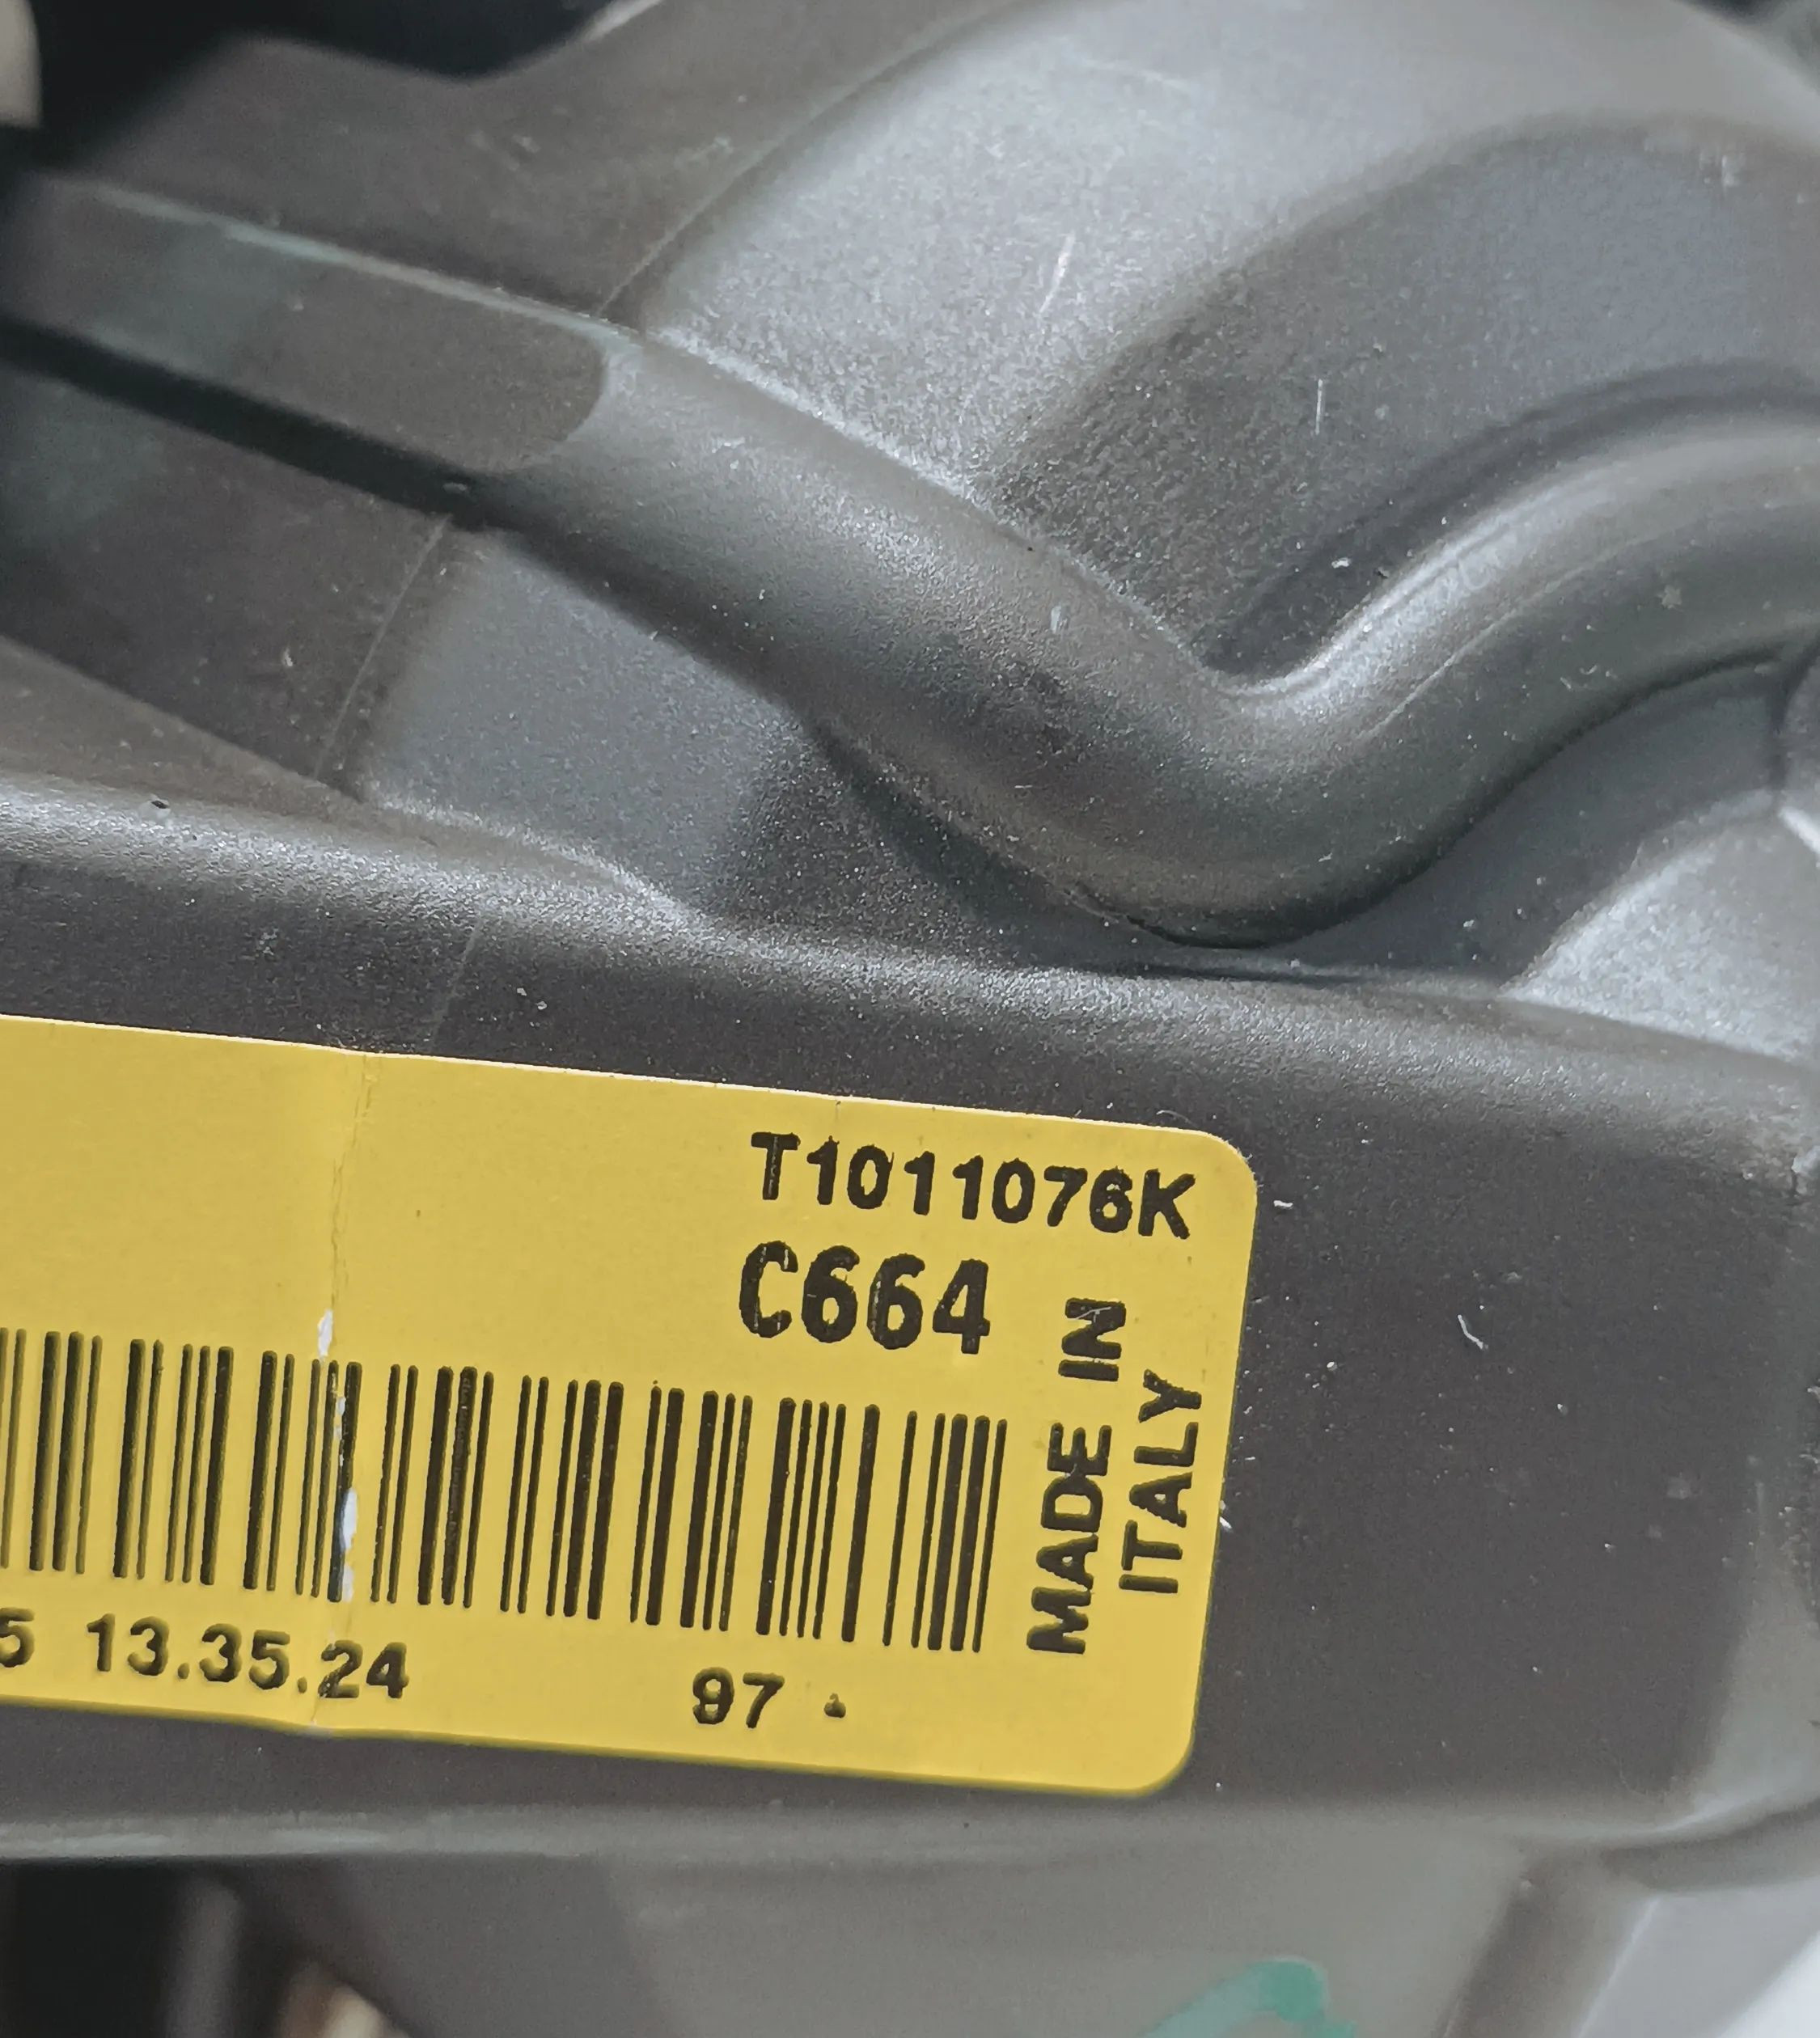 T1011076K
C664
MADE IN
ITALY
5 13.35.24 97